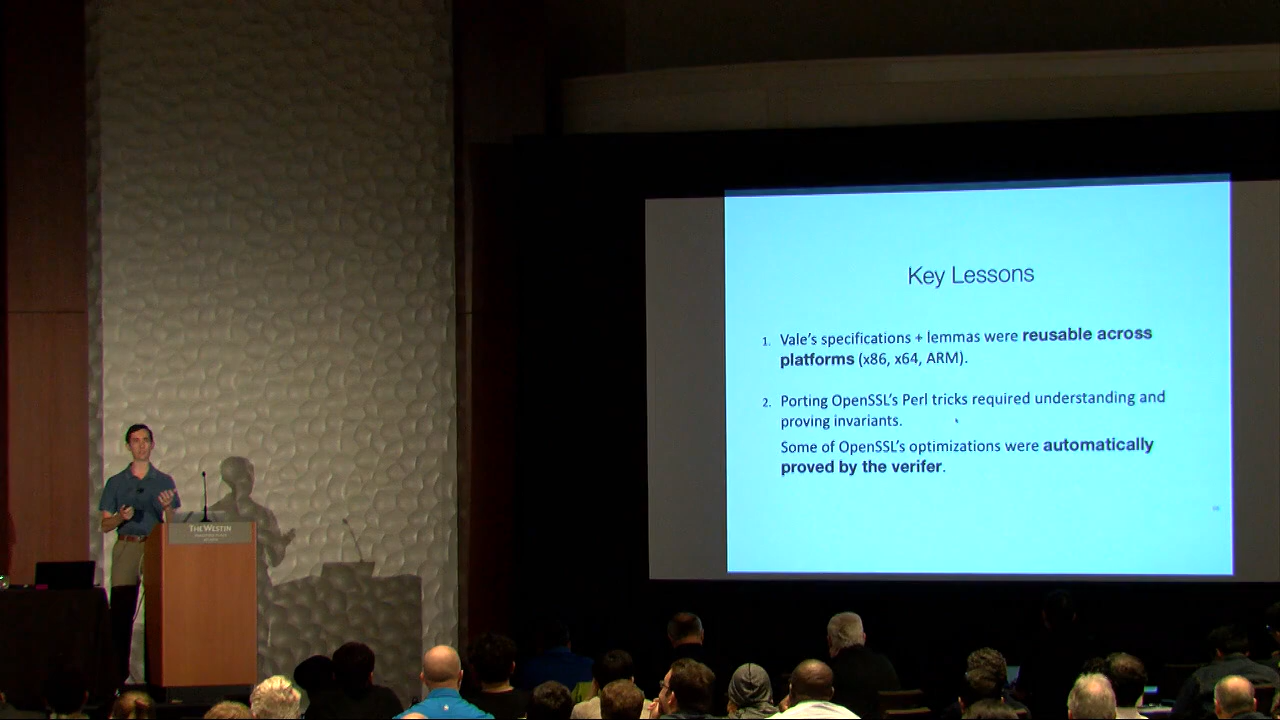 Key Lessons
1. Vale's specifications + lemmas were reusable across
platforms (x86, x64, ARM).
2. Porting OpenSSL's Perl tricks required understanding and
proving invariants.
Some of OpenSSL's optimizations were automatically
proved by the verifer.
THE WESTIN